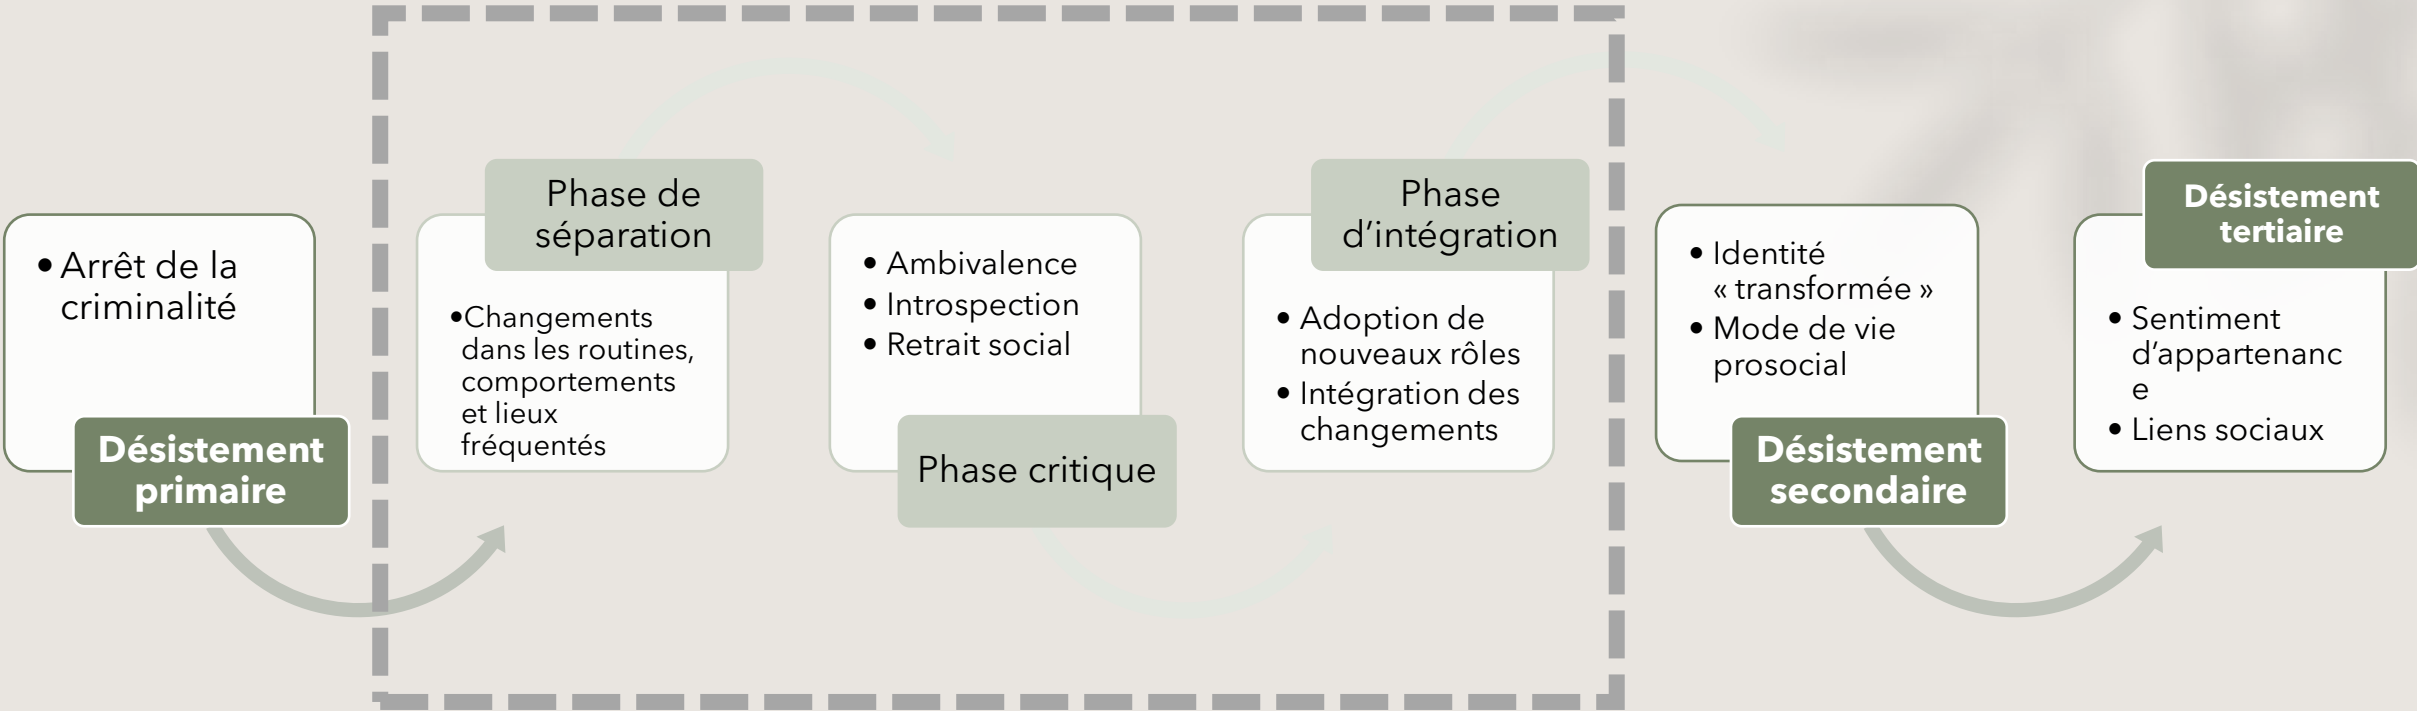 • Arrêt de la
criminalité
Désistement
primaire
Phase de
séparation
•Changements
dans les routines,
comportements
et lieux
fréquentés
• Ambivalence
• Introspection
• Retrait social
Phase critique
Phase
d’intégration
• Adoption de
nouveaux rôles
• Intégration des
changements
• Identité
« transformée »
• Mode de vie
prosocial
Désistement
secondaire
Désistement
tertiaire
• Sentiment
d’appartenanc
e
• Liens sociaux